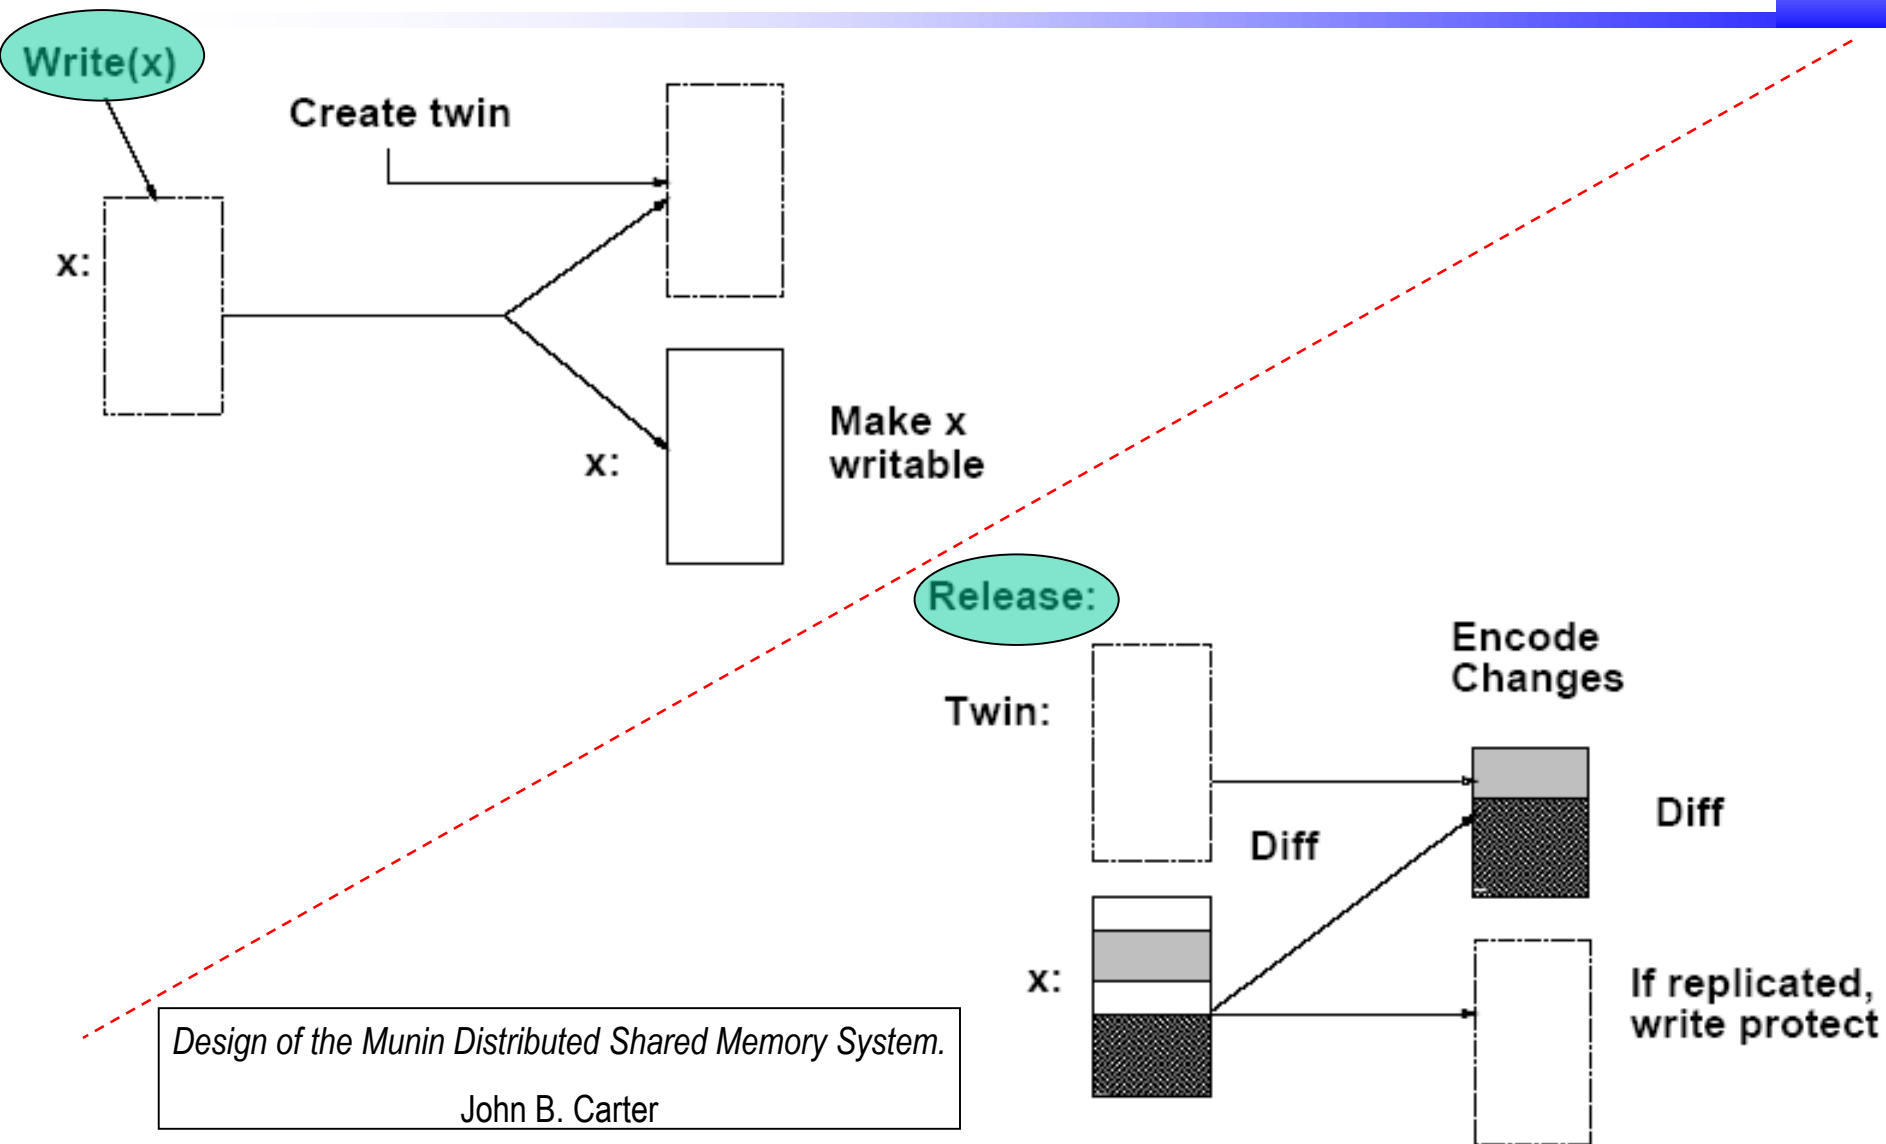 Write(x)
Create twin
x:
Make x
writable
x:
Release:
Encode
Changes
Twin:
Diff
Diff
x:
If replicated,
write protect
Design of the Munin Distributed Shared Memory System.
John B. Carter